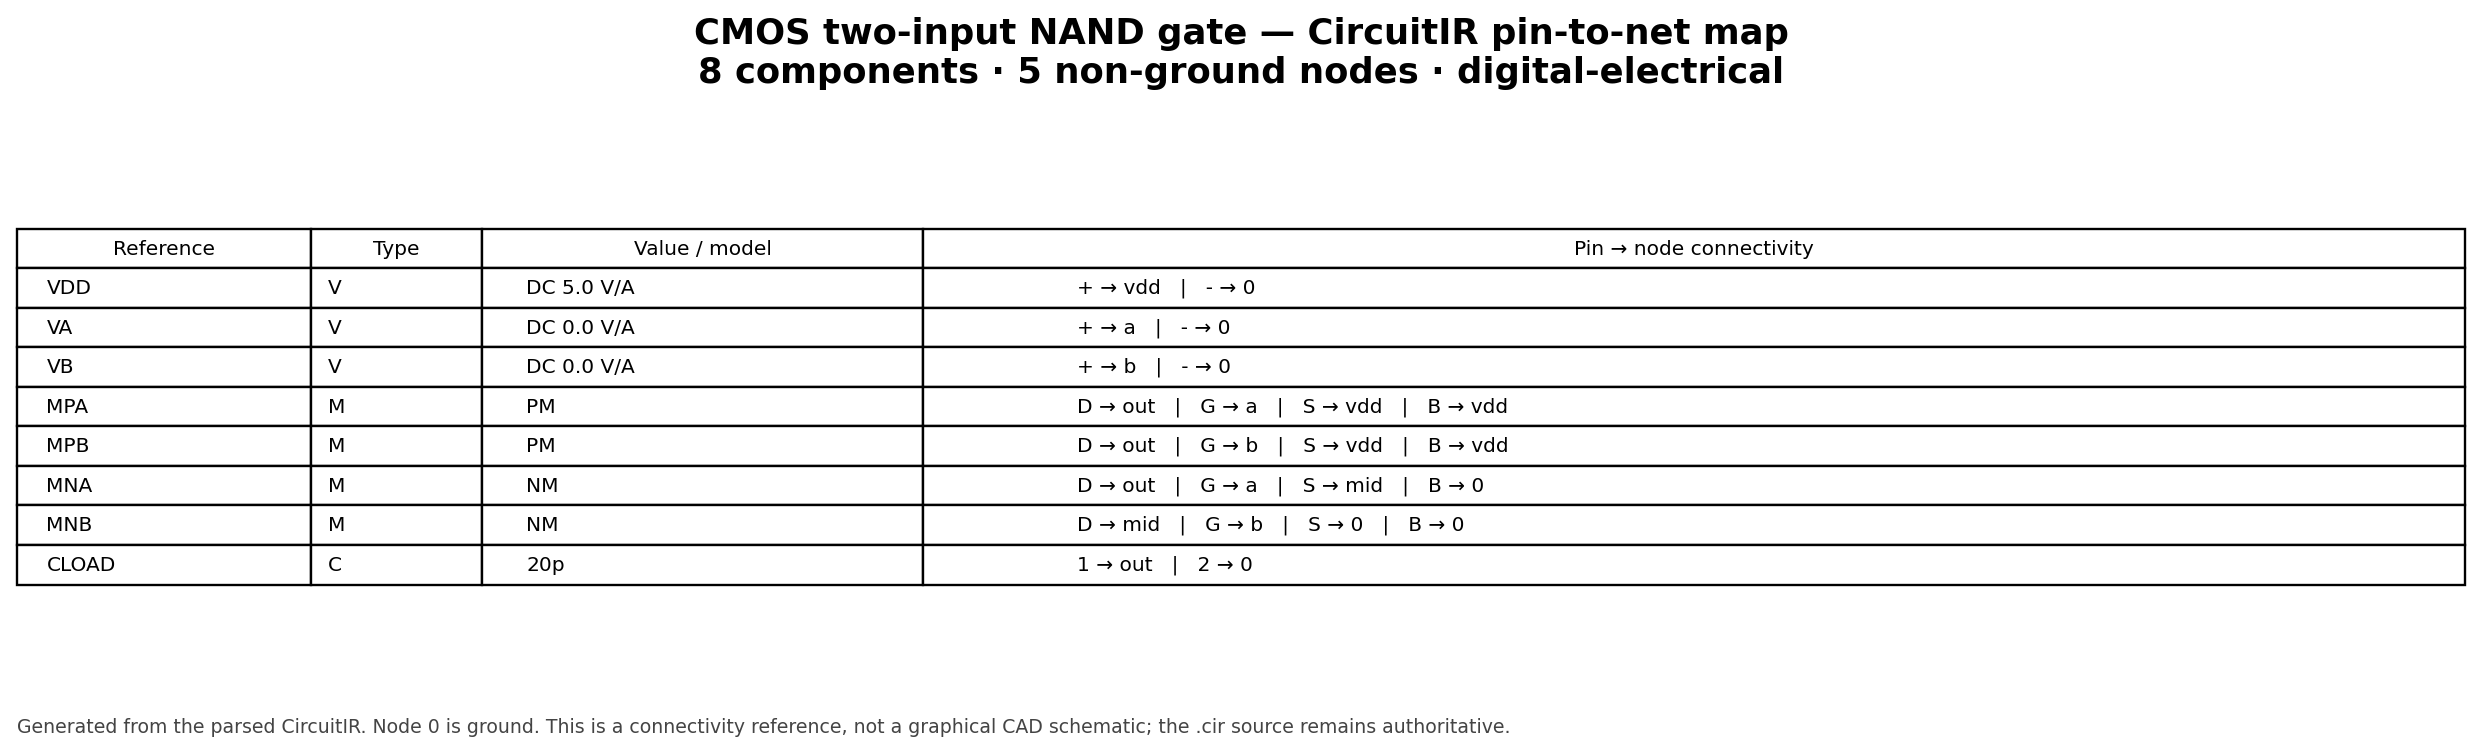 CMOS two-input NAND gate — CircuitIR pin-to-net map
8 components · 5 non-ground nodes · digital-electrical
Reference Type Value / model Pin → node connectivity
VDD V DC 5.0 V/A + → vdd | - → 0
VA V DC 0.0 V/A + → a | - → 0
VB V DC 0.0 V/A + → b | - → 0
MPA M PM D → out | G → a | S → vdd | B → vdd
MPB M PM D → out | G → b | S → vdd | B → vdd
MNA M NM D → out | G → a | S → mid | B → 0
MNB M NM D → mid | G → b | S → 0 | B → 0
CLOAD C 20p 1 → out | 2 → 0
Generated from the parsed CircuitIR. Node 0 is ground. This is a connectivity reference, not a graphical CAD schematic; the .cir source remains authoritative.